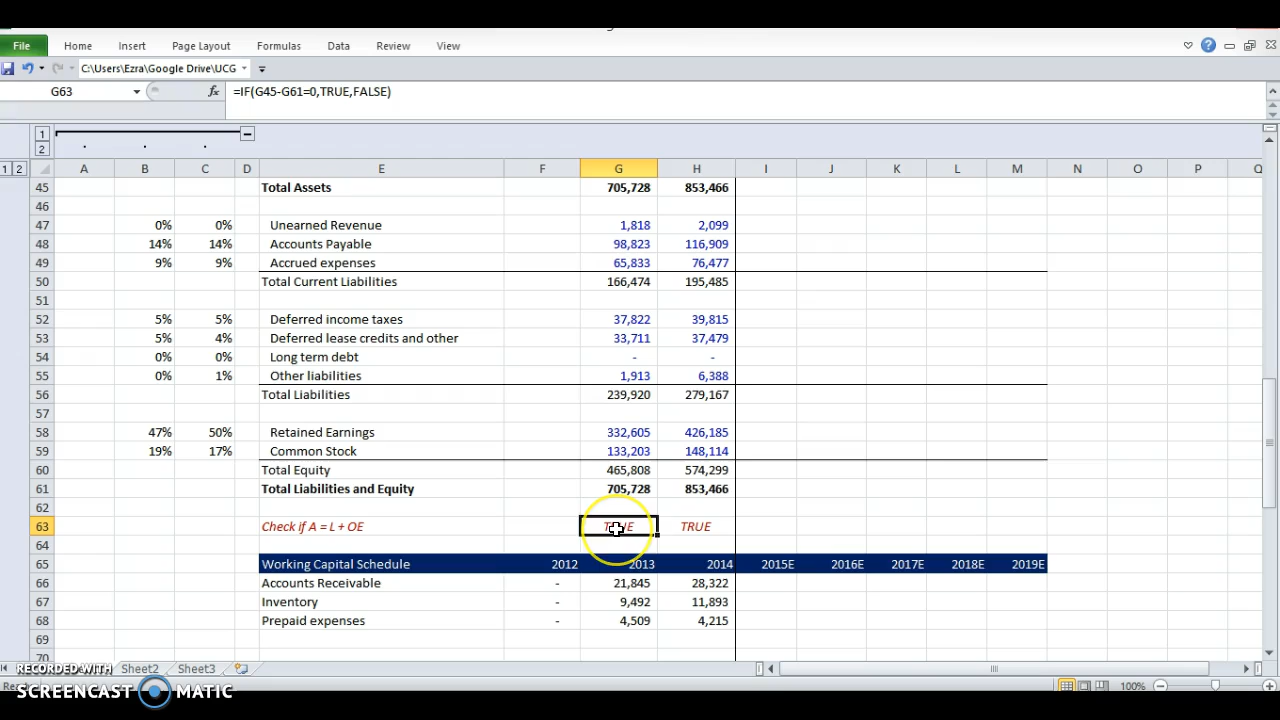 File Home Insert Page Layout Formulas Data Review View
C:\Users\Ezra\Google Drive\UCG
G63 fx =IF(G45-G61=0,TRUE,FALSE)
1
2
1 2 A B C D E F G H I J K L M N O P Q
45 Total Assets 705,728 853,466
46
47 0% 0% Unearned Revenue 1,818 2,099
48 14% 14% Accounts Payable 98,823 116,909
49 9% 9% Accrued expenses 65,833 76,477
50 Total Current Liabilities 166,474 195,485
51
52 5% 5% Deferred income taxes 37,822 39,815
53 5% 4% Deferred lease credits and other 33,711 37,479
54 0% 0% Long term debt - -
55 0% 1% Other liabilities 1,913 6,388
56 Total Liabilities 239,920 279,167
57
58 47% 50% Retained Earnings 332,605 426,185
59 19% 17% Common Stock 133,203 148,114
60 Total Equity 465,808 574,299
61 Total Liabilities and Equity 705,728 853,466
62
63 Check if A = L + OE TRUE TRUE
64
65 Working Capital Schedule 2012 2013 2014 2015E 2016E 2017E 2018E 2019E
66 Accounts Receivable - 21,845 28,322
67 Inventory - 9,492 11,893
68 Prepaid expenses - 4,509 4,215
69
70
RECORDED WITH Sheet2 Sheet3
SCREENCAST MATIC 100%